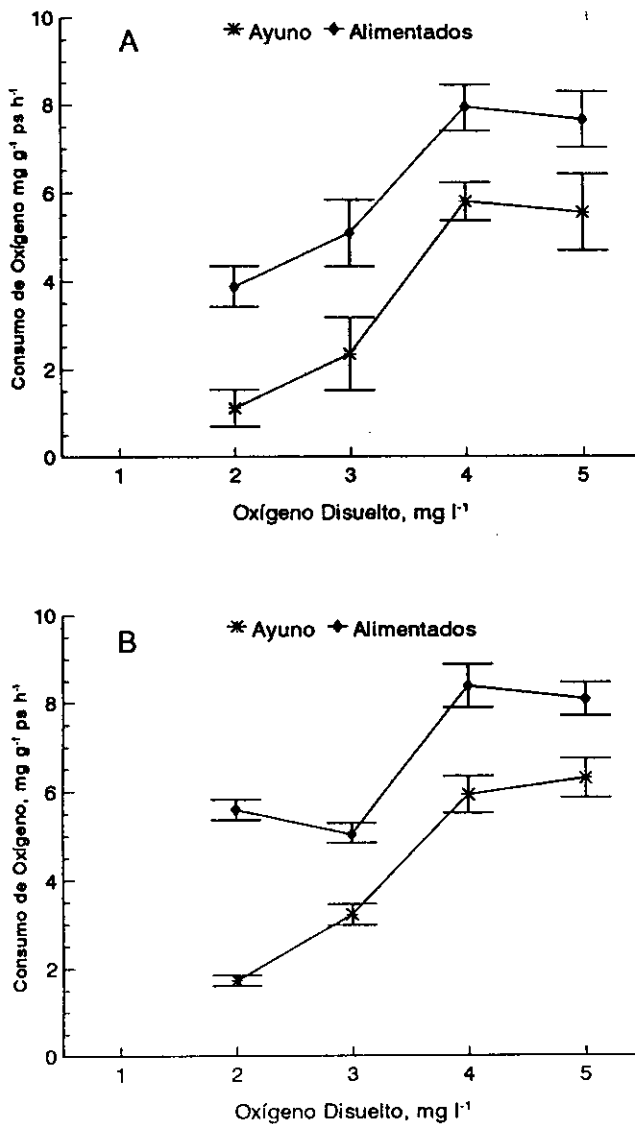 A
Ayuno Alimentados
Consumo de Oxígeno mg g⁻¹ ps h⁻¹
10
8
6
4
2
0
1 2 3 4 5
Oxígeno Disuelto, mg l⁻¹
B
Ayuno Alimentados
Consumo de Oxígeno, mg g⁻¹ ps h⁻¹
10
8
6
4
2
0
1 2 3 4 5
Oxígeno Disuelto, mg l⁻¹